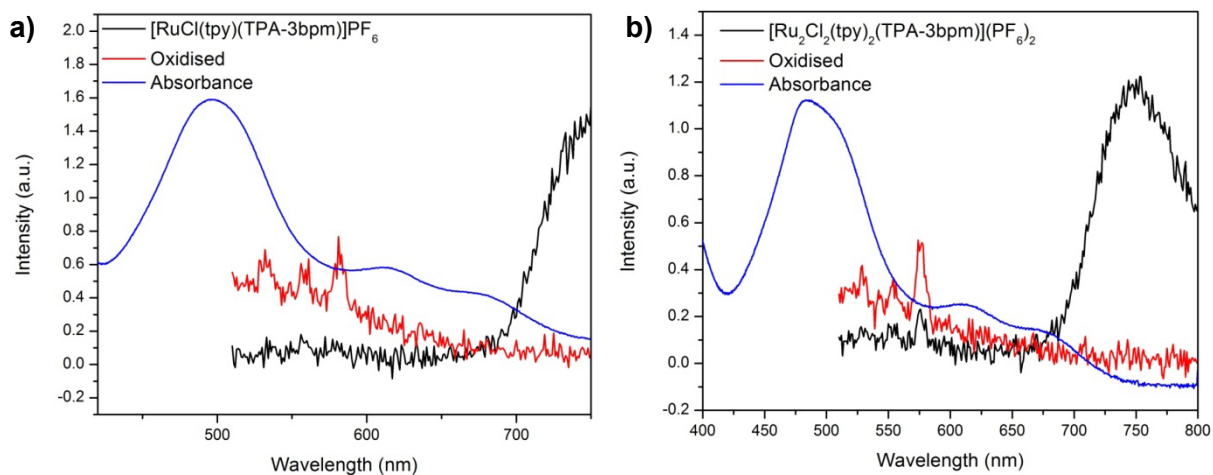 a)
[RuCl(tpy)(TPA-3bpm)]PF6
Oxidised
Absorbance
2.0
1.8
1.6
1.4
1.2
1.0
0.8
0.6
0.4
0.2
0.0
-0.2
Intensity (a.u.)
500
600
700
Wavelength (nm)
b)
[Ru2Cl2(tpy)2(TPA-3bpm)](PF6)2
Oxidised
Absorbance
1.4
1.2
1.0
0.8
0.6
0.4
0.2
0.0
-0.2
Intensity (a.u.)
400
450
500
550
600
650
700
750
800
Wavelength (nm)